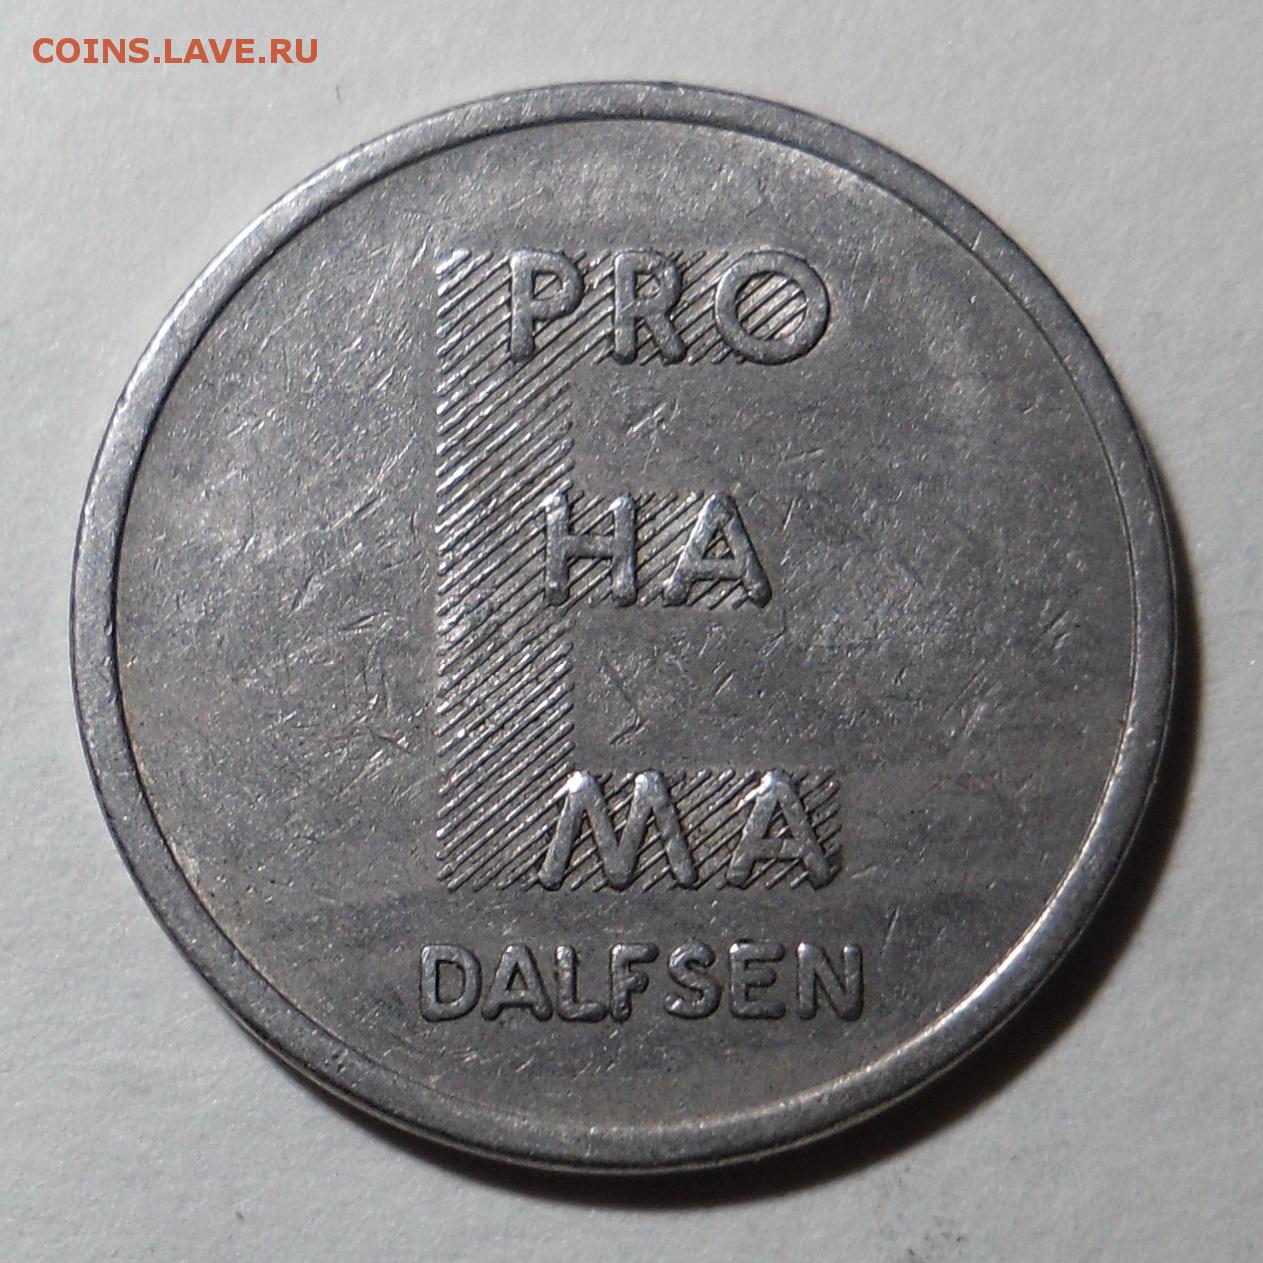 COINS.LAVE.RU
PRO
HA
MA
DALFSEN